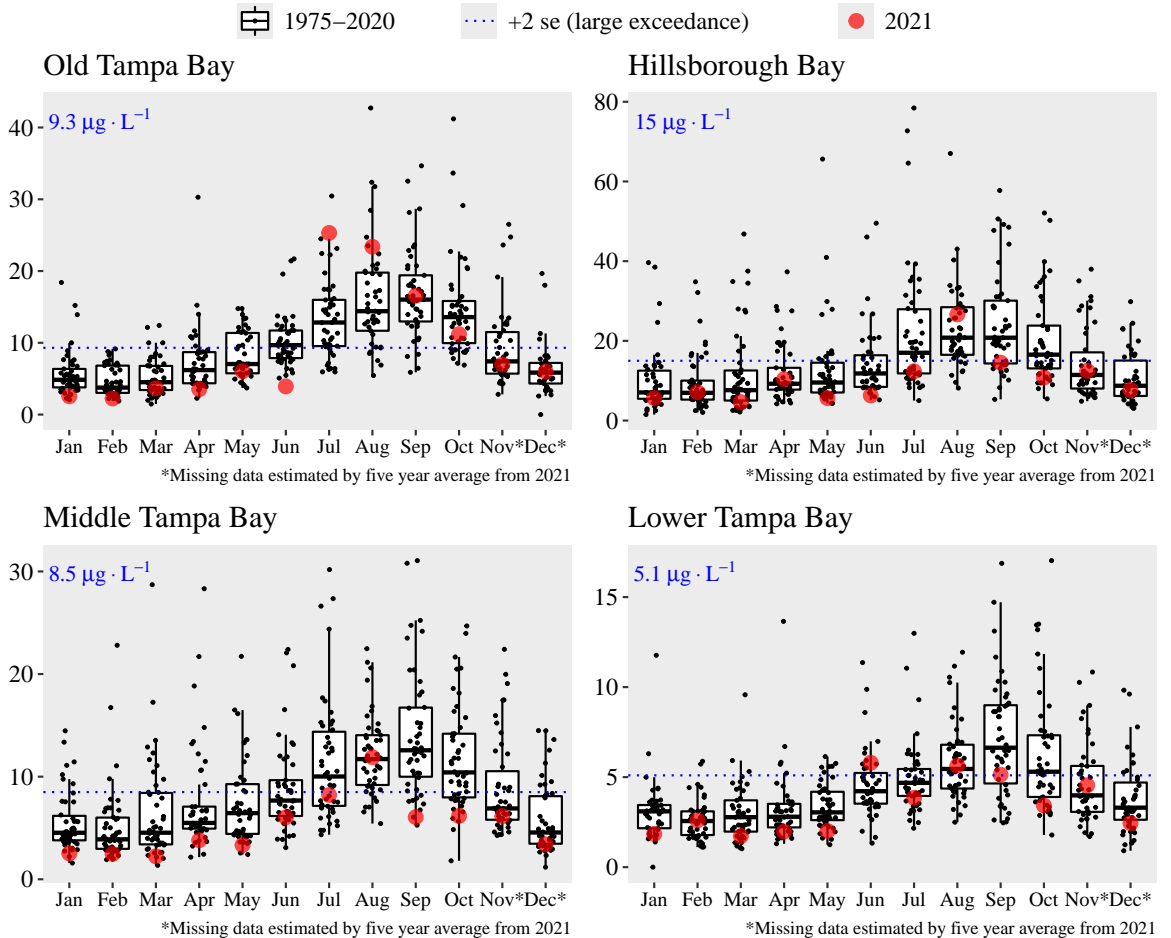 1975−2020 +2 se (large exceedance) 2021
Old Tampa Bay
9.3 μg · L⁻¹
40
30
20
10
0
Jan Feb Mar Apr May Jun Jul Aug Sep Oct Nov* Dec*
*Missing data estimated by five year average from 2021
Hillsborough Bay
15 μg · L⁻¹
80
60
40
20
0
Jan Feb Mar Apr May Jun Jul Aug Sep Oct Nov* Dec*
*Missing data estimated by five year average from 2021
Middle Tampa Bay
8.5 μg · L⁻¹
30
20
10
0
Jan Feb Mar Apr May Jun Jul Aug Sep Oct Nov* Dec*
*Missing data estimated by five year average from 2021
Lower Tampa Bay
5.1 μg · L⁻¹
15
10
5
0
Jan Feb Mar Apr May Jun Jul Aug Sep Oct Nov* Dec*
*Missing data estimated by five year average from 2021